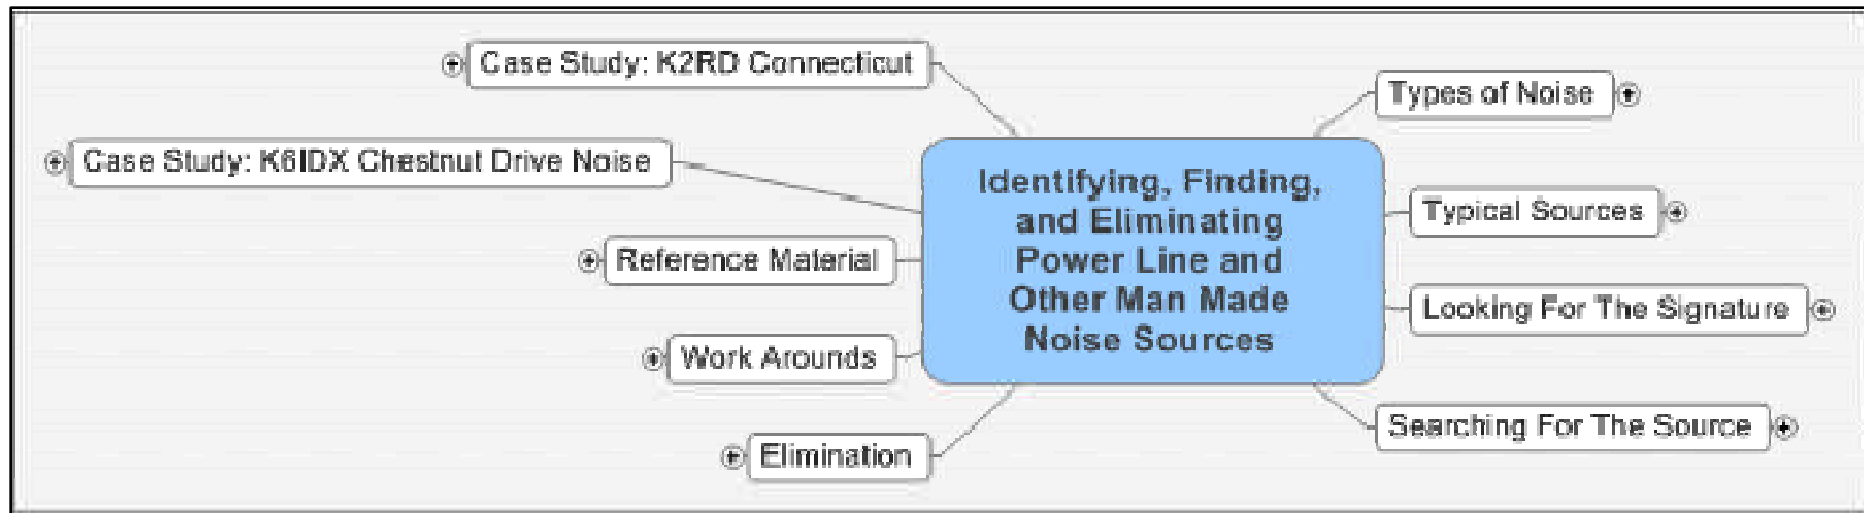 Case Study: K2RD Connecticut
Case Study: K6IDX Chestnut Drive Noise
Reference Material
Work Arounds
Elimination
Identifying, Finding,
and Eliminating
Power Line and
Other Man Made
Noise Sources
Types of Noise
Typical Sources
Looking For The Signature
Searching For The Source